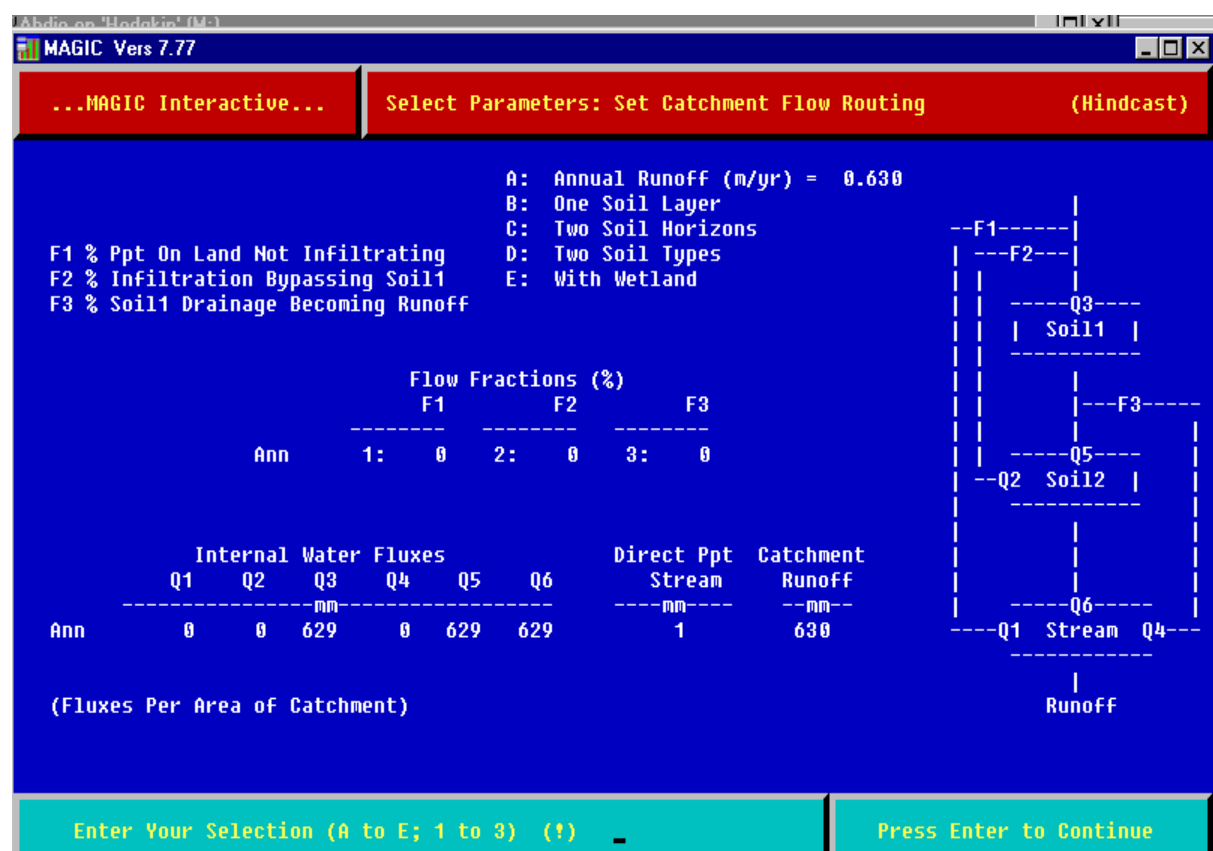 Abdio on 'Hodgkin' (M:)
MAGIC Vers 7.77
...MAGIC Interactive... Select Parameters: Set Catchment Flow Routing (Hindcast)
A: Annual Runoff (m/yr) = 0.630
B: One Soil Layer
C: Two Soil Horizons
D: Two Soil Types
E: With Wetland
F1 % Ppt On Land Not Infiltrating
F2 % Infiltration Bypassing Soil1
F3 % Soil1 Drainage Becoming Runoff
Flow Fractions (%)
F1 F2 F3
Ann 1: 0 2: 0 3: 0
Internal Water Fluxes Direct Ppt Catchment
Q1 Q2 Q3 Q4 Q5 Q6 Stream Runoff
------------------mm-------------------- ----mm---- --mm--
Ann 0 0 629 0 629 629 1 630
(Fluxes Per Area of Catchment)
--F1------|
| ---F2---|
-----Q3----
| Soil1 |
|---F3-----
-----Q5----
--Q2 Soil2 |
-----Q6-----
----Q1 Stream Q4---
Runoff
Enter Your Selection (A to E; 1 to 3) (!) _
Press Enter to Continue